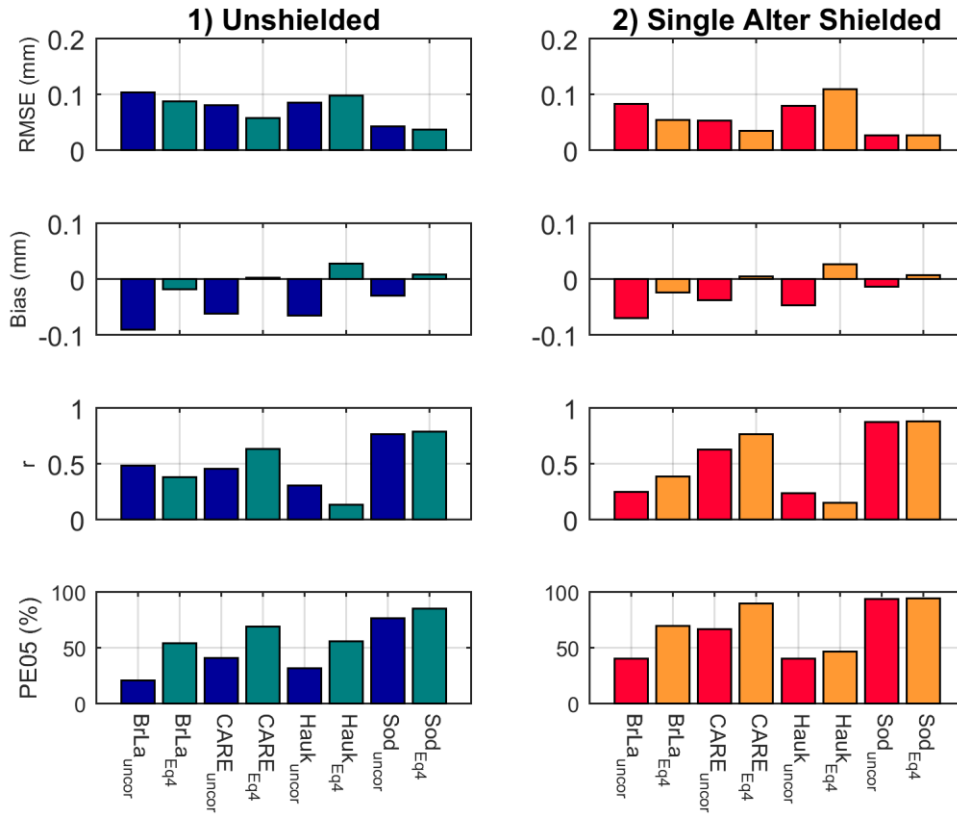 1) Unshielded
2) Single Alter Shielded
RMSE (mm)
0.2
0.1
0
0.2
0.1
0
Bias (mm)
0.1
0
-0.1
0.1
0
-0.1
r
1
0.5
0
1
0.5
0
PE05 (%)
100
50
0
100
50
0
BrLa uncor
BrLa Eq4
CARE uncor
CARE Eq4
Hauk uncor
Hauk Eq4
Sod uncor
Sod Eq4
BrLa uncor
BrLa Eq4
CARE uncor
CARE Eq4
Hauk uncor
Hauk Eq4
Sod uncor
Sod Eq4